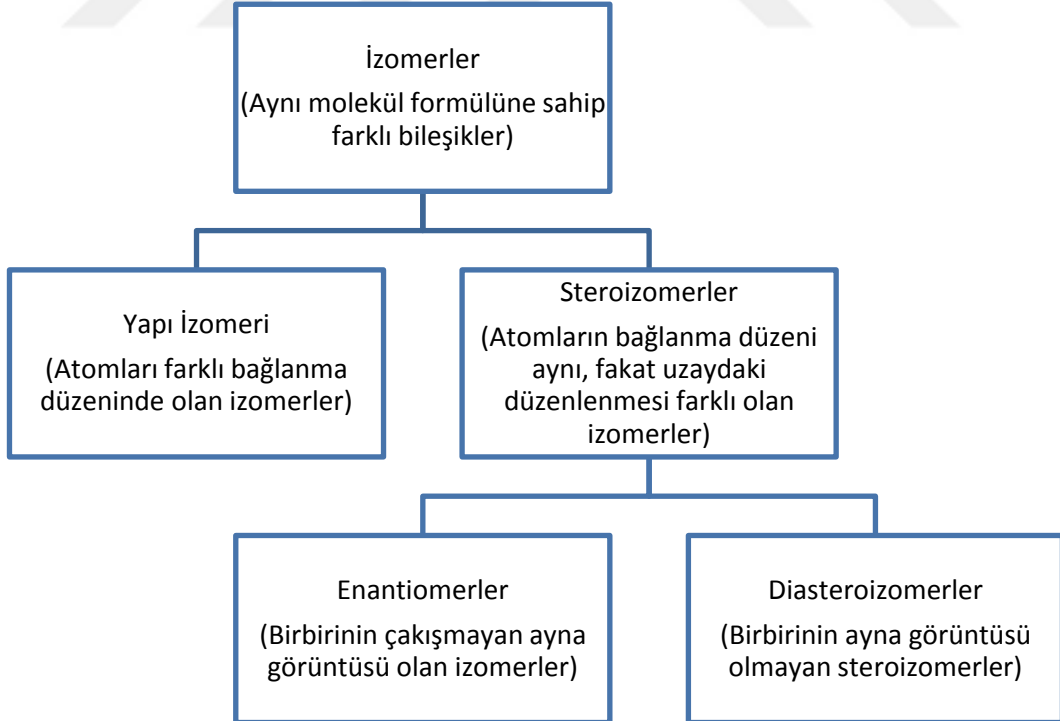 İzomerler
(Aynı molekül formülüne sahip
farklı bileşikler)
Yapı İzomeri
(Atomları farklı bağlanma
düzeninde olan izomerler)
Steroizomerler
(Atomların bağlanma düzeni
aynı, fakat uzaydaki
düzenlenmesi farklı olan
izomerler)
Enantiomerler
(Birbirinin çakışmayan ayna
görüntüsü olan izomerler)
Diasteroizomerler
(Birbirinin ayna görüntüsü
olmayan steroizomerler)